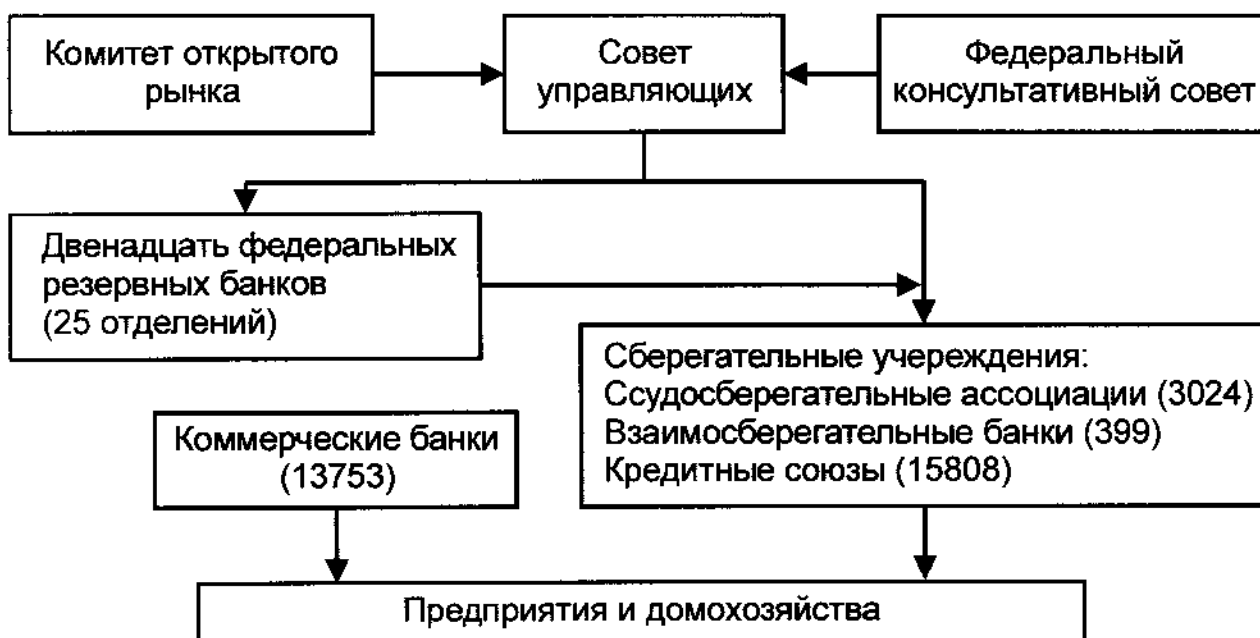 Комитет открытого
рынка
Совет
управляющих
Федеральный
консультативный совет
Двенадцать федеральных
резервных банков
(25 отделений)
Сберегательные учереждения:
Ссудосберегательные ассоциации (3024)
Взаимосберегательные банки (399)
Кредитные союзы (15808)
Коммерческие банки
(13753)
Предприятия и домохозяйства